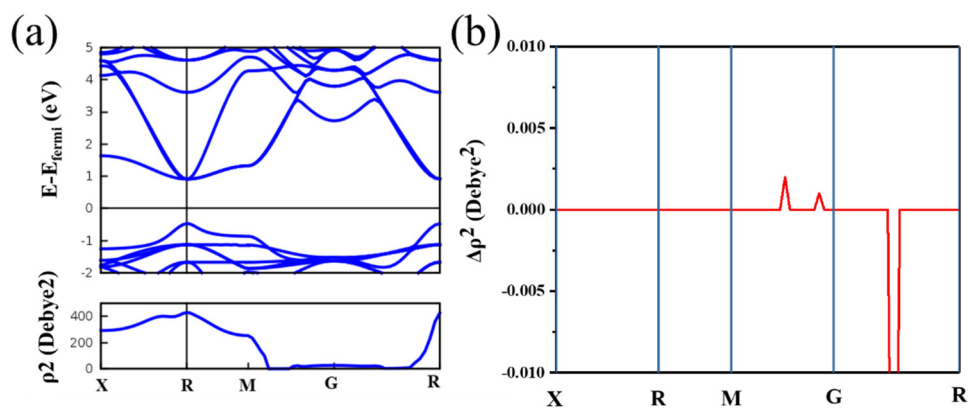 (a)
E-Efermi (eV)
5
4
3
2
1
0
-1
-2
ρ2 (Debye2)
400
200
0
X R M G R
(b)
Δρ² (Debye²)
0.010
0.005
0.000
-0.005
-0.010
X R M G R